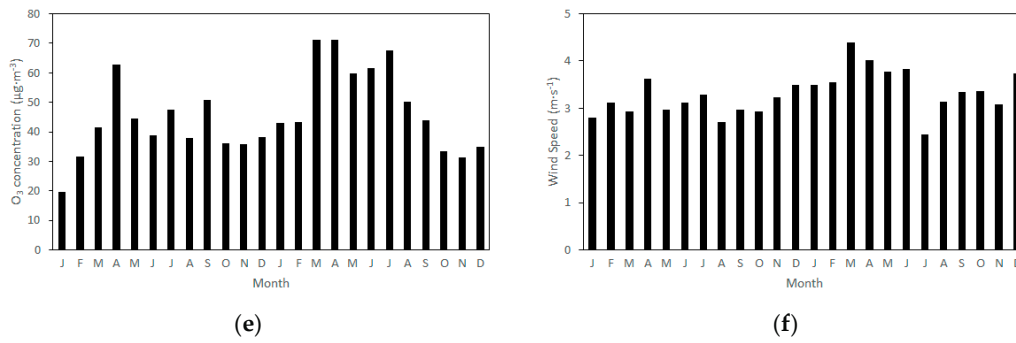 80
70
60
50
40
30
20
10
0
O₃ concentration (µg·m⁻³)
J F M A M J J A S O N D J F M A M J J A S O N D
Month
(e)
5
4
3
2
1
0
Wind Speed (m·s⁻¹)
J F M A M J J A S O N D J F M A M J J A S O N D
Month
(f)